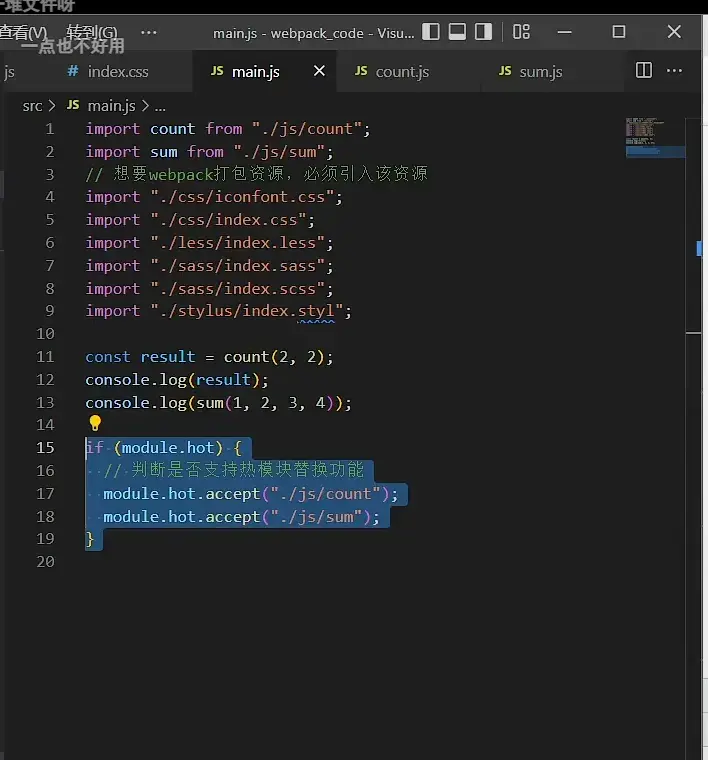 一堆文件呀
查看(V) 转到(G) ··· main.js - webpack_code - Visu...
一点也不好用
js # index.css JS main.js × JS count.js JS sum.js ···
src > JS main.js > ...
1 import count from "./js/count";
2 import sum from "./js/sum";
3 // 想要webpack打包资源，必须引入该资源
4 import "./css/iconfont.css";
5 import "./css/index.css";
6 import "./less/index.less";
7 import "./sass/index.sass";
8 import "./sass/index.scss";
9 import "./stylus/index.styl";
10
11 const result = count(2, 2);
12 console.log(result);
13 console.log(sum(1, 2, 3, 4));
14
15 if (module.hot) {
16 // 判断是否支持热模块替换功能
17 module.hot.accept("./js/count");
18 module.hot.accept("./js/sum");
19 }
20